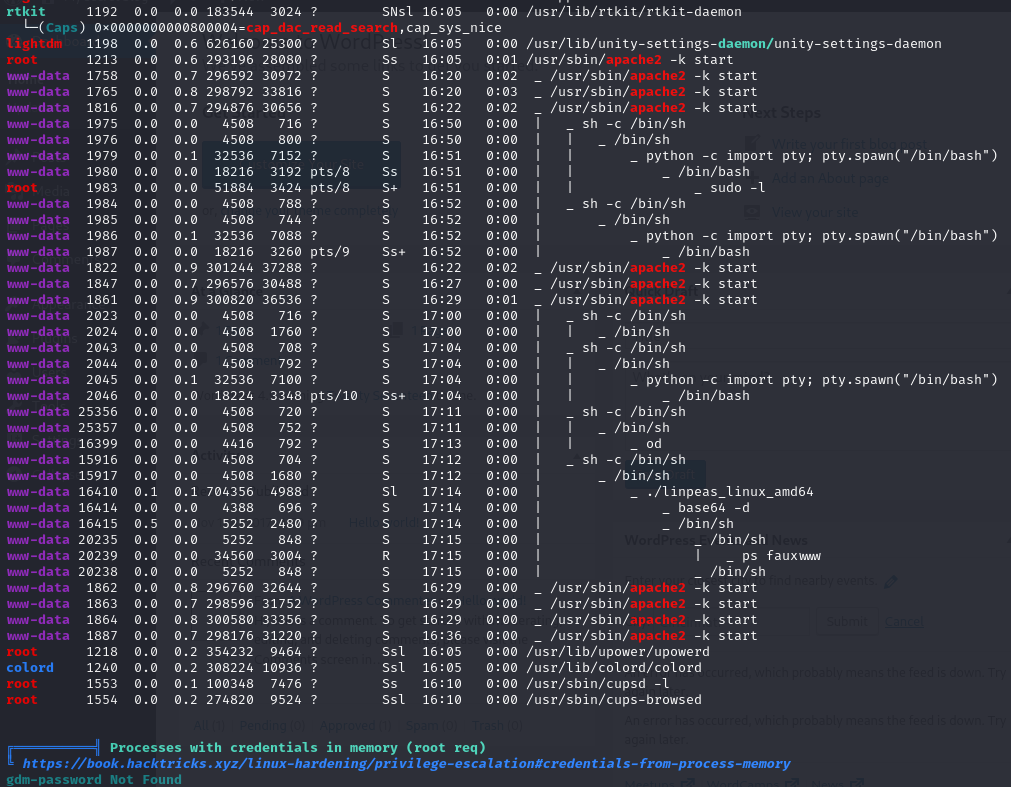 rtkit     1192  0.0  0.0 183544  3024 ?        SNsl 16:05   0:00 /usr/lib/rtkit/rtkit-daemon
  └─(Caps) 0×0000000000800004=cap_dac_read_search,cap_sys_nice
lightdm   1198  0.0  0.6 626160 25300 ?        Sl   16:05   0:00 /usr/lib/unity-settings-daemon/unity-settings-daemon
root      1213  0.0  0.6 293196 28080 ?        Ss   16:05   0:01 /usr/sbin/apache2 -k start
www-data  1758  0.7  0.7 296592 30972 ?        S    16:20   0:02  _ /usr/sbin/apache2 -k start
www-data  1765  0.9  0.8 298792 33816 ?        S    16:20   0:03  _ /usr/sbin/apache2 -k start
www-data  1816  0.7  0.7 294876 30656 ?        S    16:22   0:02  _ /usr/sbin/apache2 -k start
www-data  1975  0.0  0.0   4508   716 ?        S    16:50   0:00  |   _ sh -c /bin/sh
www-data  1976  0.0  0.0   4508   800 ?        S    16:50   0:00  |   |   _ /bin/sh
www-data  1979  0.0  0.1  32536  7152 ?        S    16:51   0:00  |   |       _ python -c import pty; pty.spawn("/bin/bash")
www-data  1980  0.0  0.0  18216  3192 pts/8    Ss   16:51   0:00  |   |           _ /bin/bash
root      1983  0.0  0.0  51884  3424 pts/8    S+   16:51   0:00  |   |               _ sudo -l
www-data  1984  0.0  0.0   4508   788 ?        S    16:52   0:00  |   _ sh -c /bin/sh
www-data  1985  0.0  0.0   4508   744 ?        S    16:52   0:00  |       _ /bin/sh
www-data  1986  0.0  0.1  32536  7088 ?        S    16:52   0:00  |           _ python -c import pty; pty.spawn("/bin/bash")
www-data  1987  0.0  0.0  18216  3260 pts/9    Ss+  16:52   0:00  |               _ /bin/bash
www-data  1822  0.8  0.9 301244 37288 ?        S    16:22   0:02  _ /usr/sbin/apache2 -k start
www-data  1847  0.0  0.7 296576 30488 ?        S    16:27   0:00  _ /usr/sbin/apache2 -k start
www-data  1861  0.9  0.9 300820 36536 ?        S    16:29   0:01  _ /usr/sbin/apache2 -k start
www-data  2023  0.0  0.0   4508   716 ?        S    17:00   0:00  |   _ sh -c /bin/sh
www-data  2024  0.0  0.0   4508  1760 ?        S    17:00   0:00  |   |   _ /bin/sh
www-data  2043  0.0  0.0   4508   708 ?        S    17:04   0:00  |   _ sh -c /bin/sh
www-data  2044  0.0  0.0   4508   792 ?        S    17:04   0:00  |   |   _ /bin/sh
www-data  2045  0.0  0.1  32536  7100 ?        S    17:04   0:00  |   |       _ python -c import pty; pty.spawn("/bin/bash")
www-data  2046  0.0  0.0  18224  3348 pts/10   Ss+  17:04   0:00  |   |           _ /bin/bash
www-data 25356  0.0  0.0   4508   720 ?        S    17:11   0:00  |   _ sh -c /bin/sh
www-data 25357  0.0  0.0   4508   752 ?        S    17:11   0:00  |   |   _ /bin/sh
www-data 16399  0.0  0.0   4416   792 ?        S    17:13   0:00  |   |       _ od
www-data 15916  0.0  0.0   4508   704 ?        S    17:12   0:00  |   _ sh -c /bin/sh
www-data 15917  0.0  0.0   4508  1680 ?        S    17:12   0:00  |       _ /bin/sh
www-data 16410  0.1  0.1 704356  4988 ?        Sl   17:14   0:00  |           _ ./linpeas_linux_amd64
www-data 16414  0.0  0.0   4388   696 ?        S    17:14   0:00  |               _ base64 -d
www-data 16415  0.5  0.0   5252  2480 ?        S    17:14   0:00  |               _ /bin/sh
www-data 20235  0.0  0.0   5252   848 ?        S    17:15   0:00  |                   _ /bin/sh
www-data 20239  0.0  0.0  34560  3004 ?        R    17:15   0:00  |                   |   _ ps fauxwww
www-data 20238  0.0  0.0   5252   848 ?        S    17:15   0:00  |                   _ /bin/sh
www-data  1862  0.8  0.8 296760 32644 ?        S    16:29   0:00  _ /usr/sbin/apache2 -k start
www-data  1863  0.7  0.7 298596 31752 ?        S    16:29   0:00  _ /usr/sbin/apache2 -k start
www-data  1864  0.7  0.8 300580 33356 ?        S    16:29   0:00  _ /usr/sbin/apache2 -k start
www-data  1887  0.7  0.7 298176 31220 ?        S    16:36   0:00  _ /usr/sbin/apache2 -k start
root      1218  0.0  0.2 354232  9464 ?        Ssl  16:05   0:00 /usr/lib/upower/upowerd
colord    1240  0.0  0.2 308224 10936 ?        Ssl  16:05   0:00 /usr/lib/colord/colord
root      1553  0.0  0.1 100348  7476 ?        Ss   16:10   0:00 /usr/sbin/cupsd -l
root      1554  0.0  0.2 274820  9524 ?        Ssl  16:10   0:00 /usr/sbin/cups-browsed
╔══════════╣ Processes with credentials in memory (root req)
╚ https://book.hacktricks.xyz/linux-hardening/privilege-escalation#credentials-from-process-memory
gdm-password Not Found